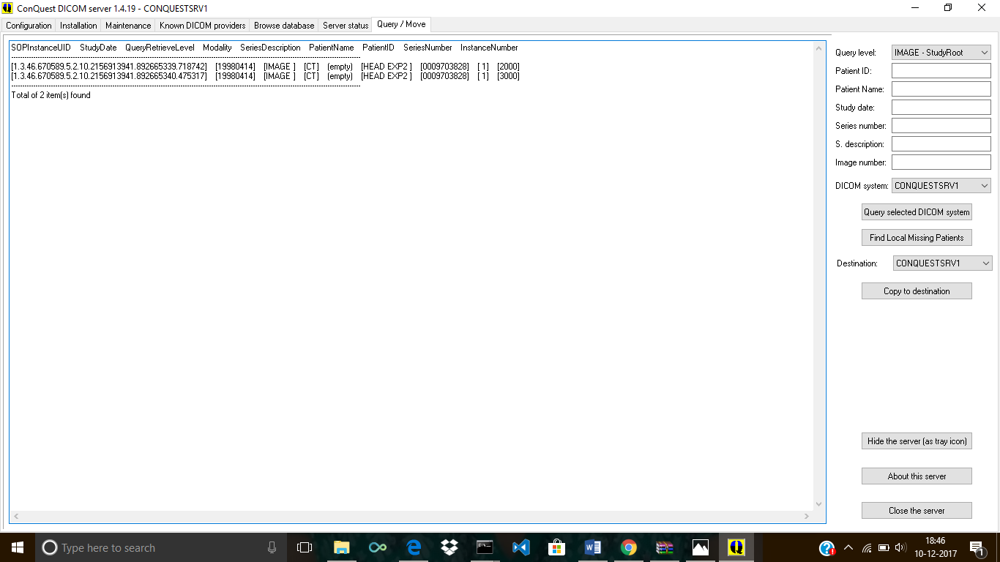 ConQuest DICOM server 1.4.19 - CONQUESTSRV1
Configuration Installation Maintenance Known DICOM providers Browse database Server status Query / Move
SOPInstanceUID StudyDate QueryRetrieveLevel Modality SeriesDescription PatientName PatientID SeriesNumber InstanceNumber
[1.3.46.670589.5.2.10.2156913941.892665339.718742] [19980414] [IMAGE ] [CT] (empty) [HEAD EXP2 ] [0009703828] [ 1] [2000]
[1.3.46.670589.5.2.10.2156913941.892665340.475317] [19980414] [IMAGE ] [CT] (empty) [HEAD EXP2 ] [0009703828] [ 1] [3000]
Total of 2 item(s) found
Query level: IMAGE - StudyRoot
Patient ID:
Patient Name:
Study date:
Series number:
S. description:
Image number:
DICOM system: CONQUESTSRV1
Query selected DICOM system
Find Local Missing Patients
Destination: CONQUESTSRV1
Copy to destination
Hide the server (as tray icon)
About this server
Close the server
Type here to search
18:46
10-12-2017
1